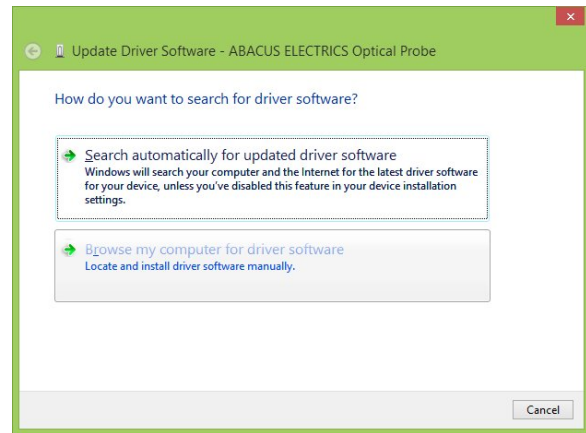 Update Driver Software - ABACUS ELECTRICS Optical Probe
How do you want to search for driver software?
Search automatically for updated driver software
Windows will search your computer and the Internet for the latest driver software
for your device, unless you've disabled this feature in your device installation
settings.
Browse my computer for driver software
Locate and install driver software manually.
Cancel